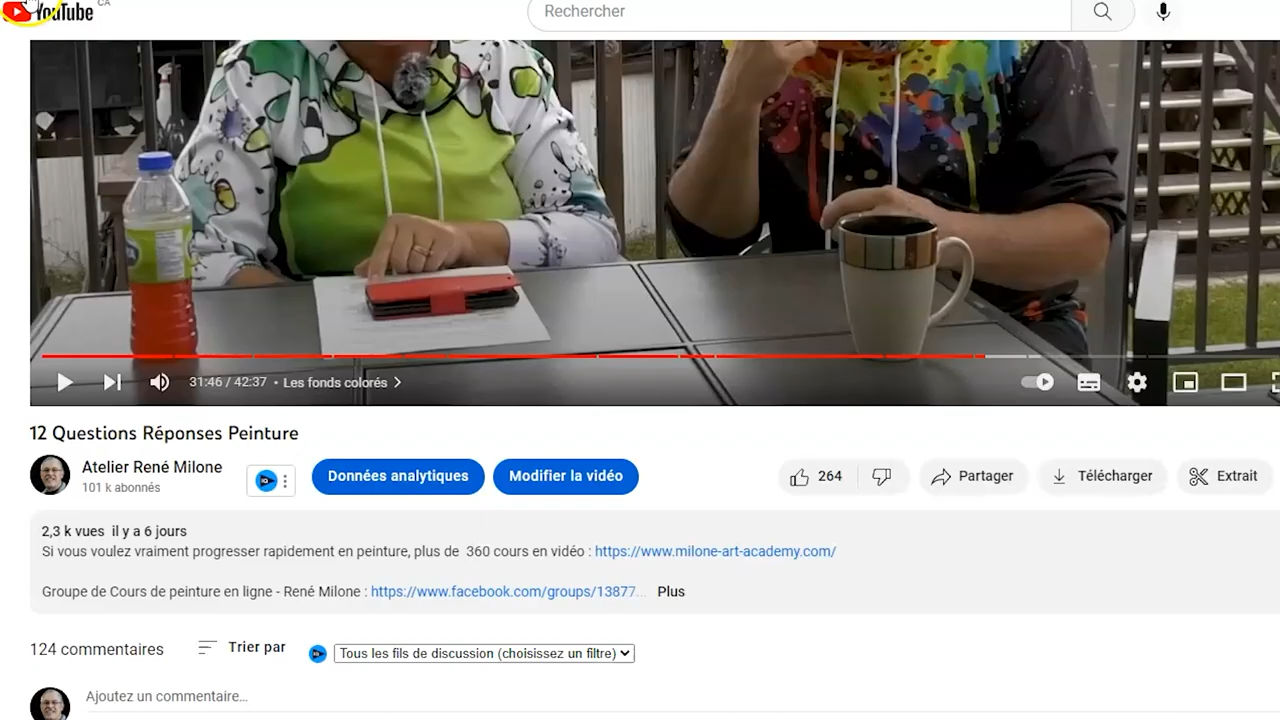 YouTube CA
Rechercher
31:46 / 42:37 • Les fonds colorés
12 Questions Réponses Peinture
Atelier René Milone
101 k abonnés
Données analytiques
Modifier la vidéo
264
Partager
Télécharger
Extrait
2,3 k vues il y a 6 jours
Si vous voulez vraiment progresser rapidement en peinture, plus de 360 cours en vidéo : https://www.milone-art-academy.com/
Groupe de Cours de peinture en ligne - René Milone : https://www.facebook.com/groups/13877... Plus
124 commentaires
Trier par
Tous les fils de discussion (choisissez un filtre)
Ajoutez un commentaire...